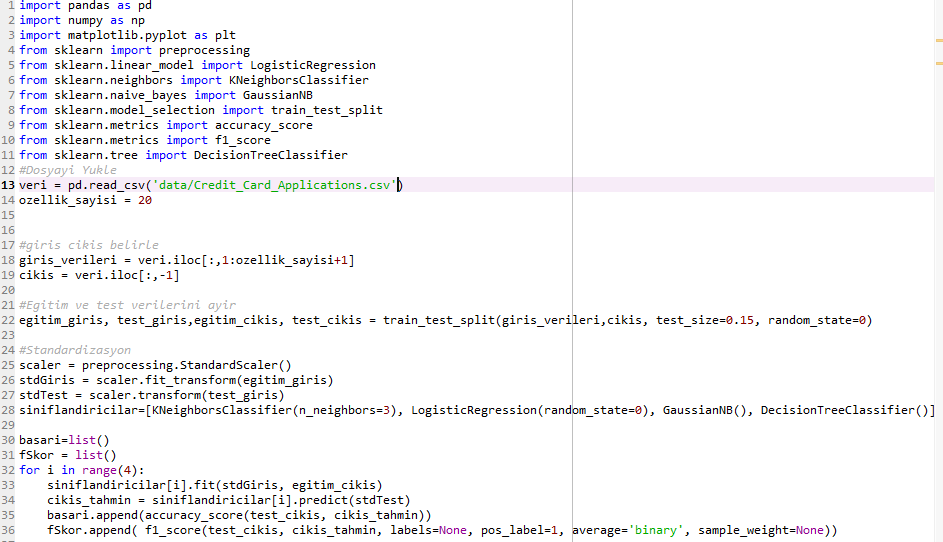 1 import pandas as pd
2 import numpy as np
3 import matplotlib.pyplot as plt
4 from sklearn import preprocessing
5 from sklearn.linear_model import LogisticRegression
6 from sklearn.neighbors import KNeighborsClassifier
7 from sklearn.naive_bayes import GaussianNB
8 from sklearn.model_selection import train_test_split
9 from sklearn.metrics import accuracy_score
10 from sklearn.metrics import f1_score
11 from sklearn.tree import DecisionTreeClassifier
12 #Dosyayi Yukle
13 veri = pd.read_csv('data/Credit_Card_Applications.csv')
14 ozellik_sayisi = 20
15
16
17 #giris cikis belirle
18 giris_verileri = veri.iloc[:,1:ozellik_sayisi+1]
19 cikis = veri.iloc[:,-1]
20
21 #Egitim ve test verilerini ayir
22 egitim_giris, test_giris,egitim_cikis, test_cikis = train_test_split(giris_verileri,cikis, test_size=0.15, random_state=0)
23
24 #Standardizasyon
25 scaler = preprocessing.StandardScaler()
26 stdGiris = scaler.fit_transform(egitim_giris)
27 stdTest = scaler.transform(test_giris)
28 siniflandiricilar=[KNeighborsClassifier(n_neighbors=3), LogisticRegression(random_state=0), GaussianNB(), DecisionTreeClassifier()]
29
30 basari=list()
31 fSkor = list()
32 for i in range(4):
33     siniflandiricilar[i].fit(stdGiris, egitim_cikis)
34     cikis_tahmin = siniflandiricilar[i].predict(stdTest)
35     basari.append(accuracy_score(test_cikis, cikis_tahmin))
36     fSkor.append( f1_score(test_cikis, cikis_tahmin, labels=None, pos_label=1, average='binary', sample_weight=None))